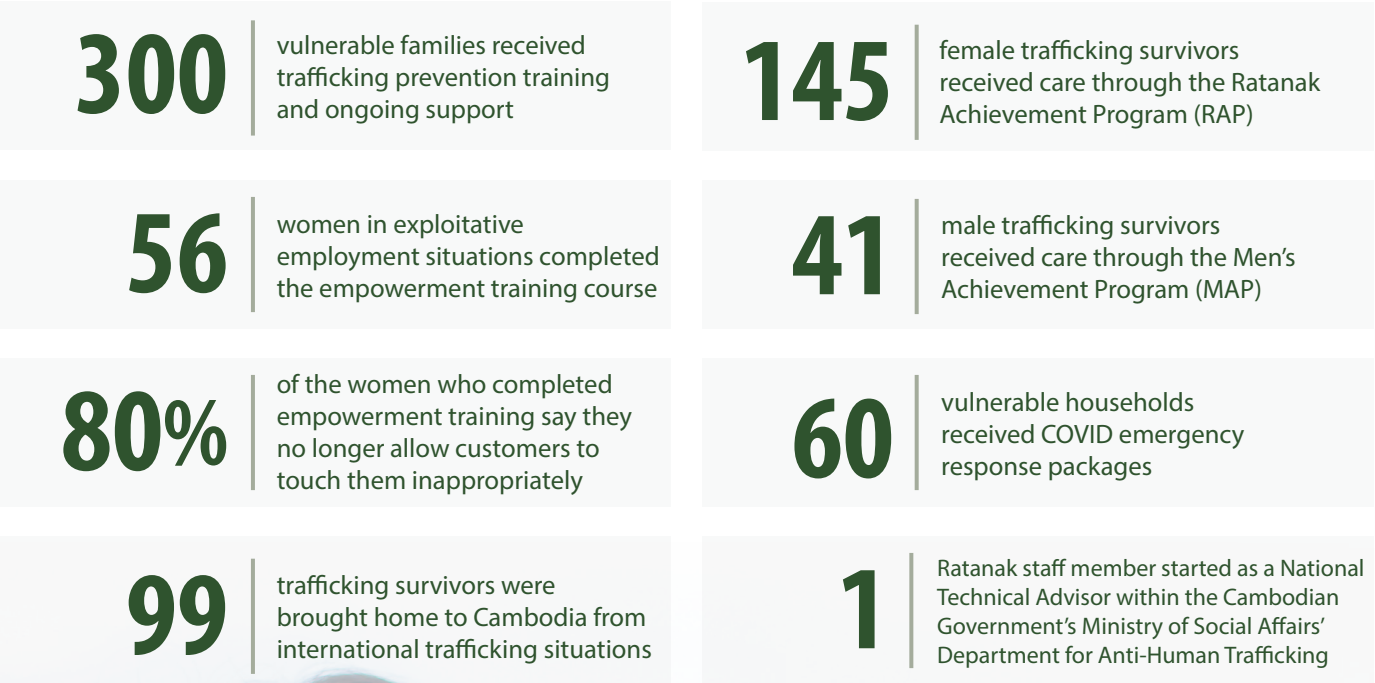 300
vulnerable families received
trafficking prevention training
and ongoing support
145
female trafficking survivors
received care through the Ratanak
Achievement Program (RAP)
56
women in exploitative
employment situations completed
the empowerment training course
41
male trafficking survivors
received care through the Men’s
Achievement Program (MAP)
80%
of the women who completed
empowerment training say they
no longer allow customers to
touch them inappropriately
60
vulnerable households
received COVID emergency
response packages
99
trafficking survivors were
brought home to Cambodia from
international trafficking situations
1
Ratanak staff member started as a National
Technical Advisor within the Cambodian
Government’s Ministry of Social Affairs’
Department for Anti-Human Trafficking